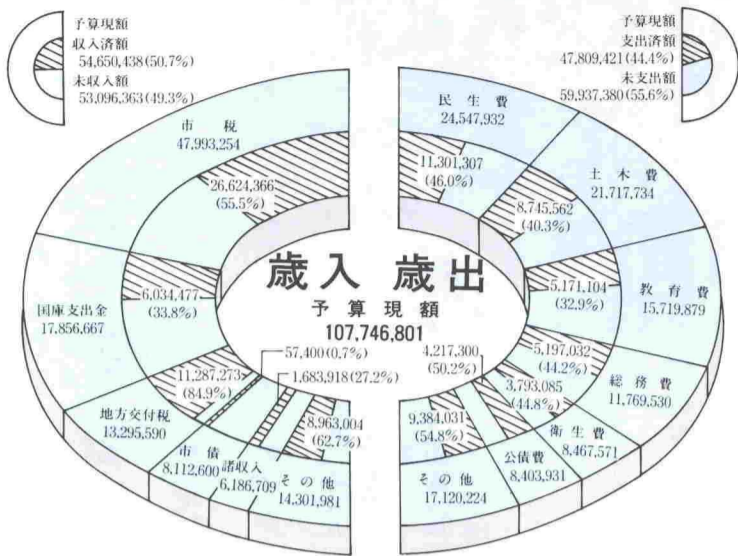 予算現額
収入済額
54,650,438(50.7%)
未収入額
53,096,363(49.3%)
予算現額
支出済額
47,809,421(44.4%)
未支出額
59,937,380(55.6%)
市税
47,993,254
26,624,366
(55.5%)
国庫支出金
17,856,667
6,034,477
(33.8%)
地方交付税
13,295,590
11,287,273
(84.9%)
市債
8,112,600
57,400(0.7%)
諸収入
6,186,709
1,683,918(27.2%)
その他
14,301,981
8,963,004
(62.7%)
歳入 歳出
予算現額
107,746,801
民生費
24,547,932
11,301,307
(46.0%)
土木費
21,717,734
8,745,562
(40.3%)
教育費
15,719,879
5,171,104
(32.9%)
総務費
11,769,530
5,197,032
(44.2%)
衛生費
8,467,571
3,793,085
(44.8%)
公債費
8,403,931
4,217,300
(50.2%)
その他
17,120,224
9,384,031
(54.8%)